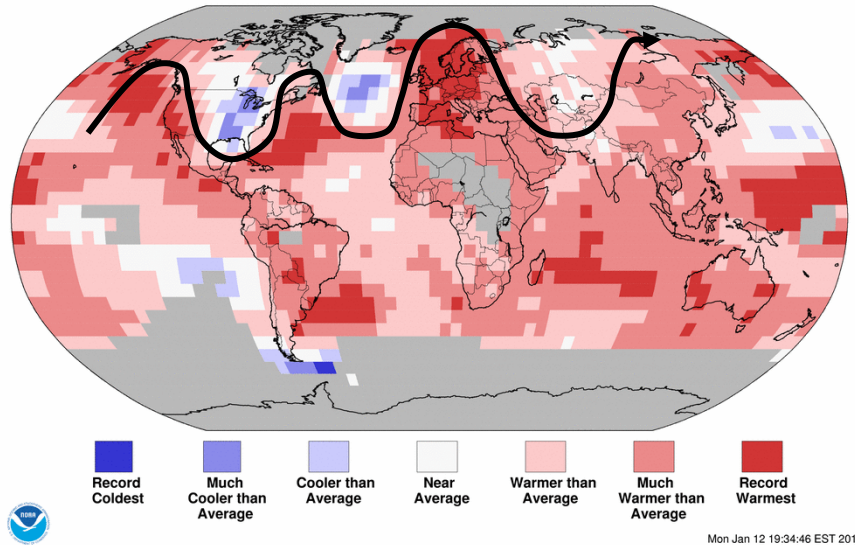 Record
Coldest
Much
Cooler than
Average
Cooler than
Average
Near
Average
Warmer than
Average
Much
Warmer than
Average
Record
Warmest
NOAA
Mon Jan 12 19:34:46 EST 201